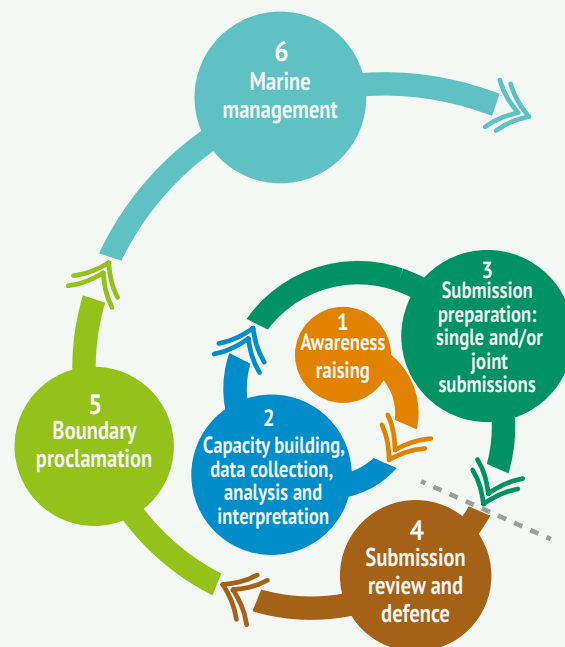 1
Awareness
raising
2
Capacity building,
data collection,
analysis and
interpretation
3
Submission
preparation:
single and/or
joint
submissions
4
Submission
review and
defence
5
Boundary
proclamation
6
Marine
management